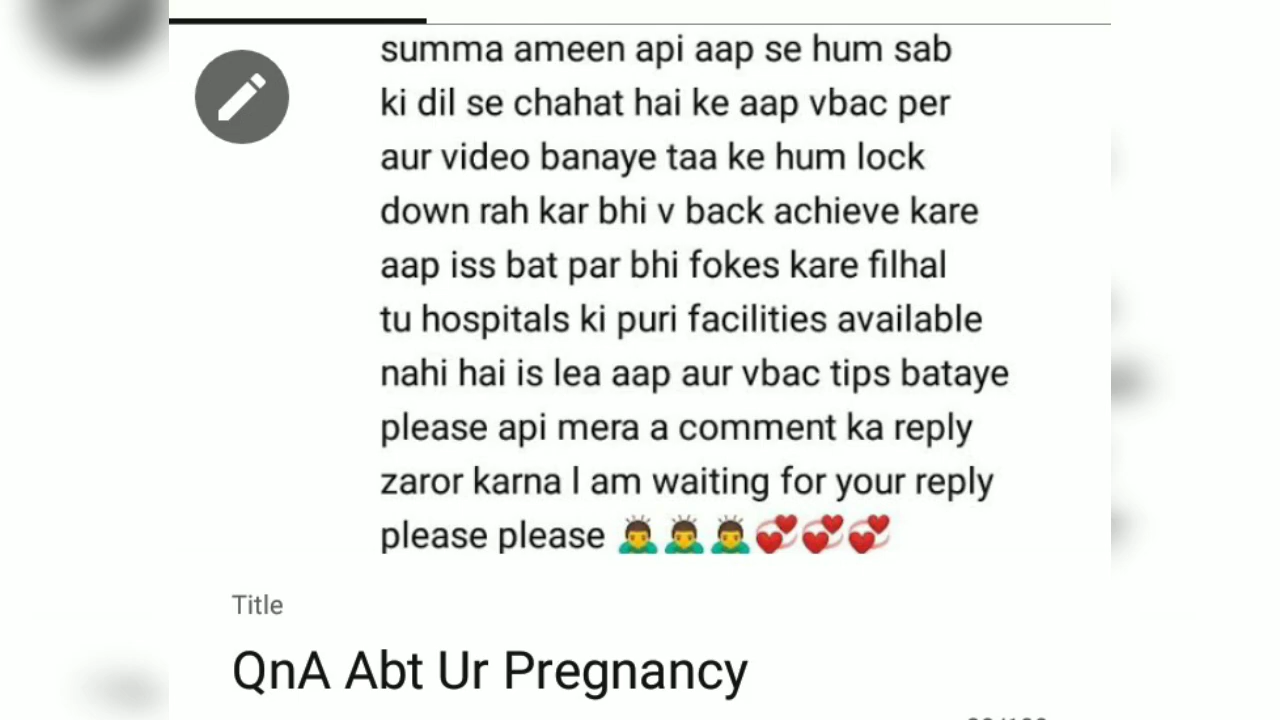 summa ameen api aap se hum sab
ki dil se chahat hai ke aap vbac per
aur video banaye taa ke hum lock
down rah kar bhi v back achieve kare
aap iss bat par bhi fokes kare filhal
tu hospitals ki puri facilities available
nahi hai is lea aap aur vbac tips bataye
please api mera a comment ka reply
zaror karna I am waiting for your reply
please please 🙇‍♂️🙇‍♂️🙇‍♂️💞💞💞
Title
QnA Abt Ur Pregnancy